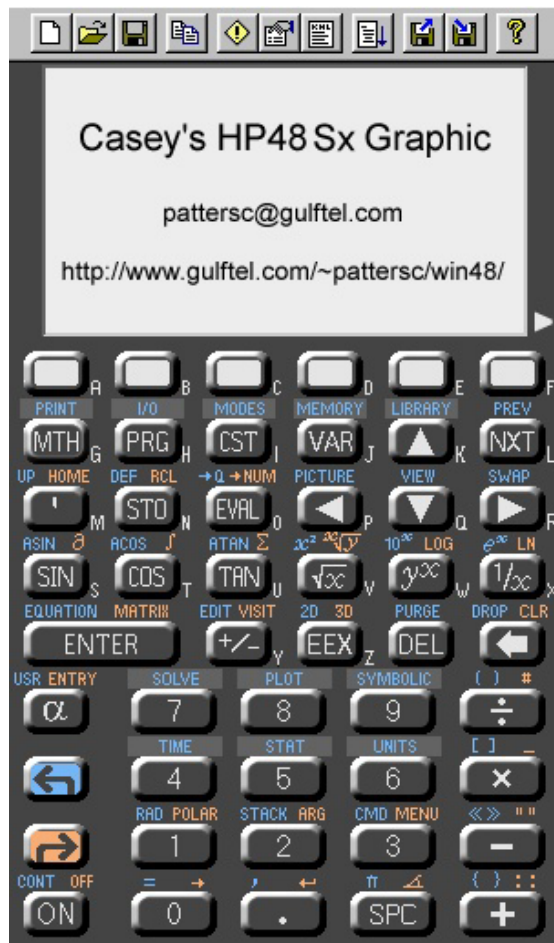 Casey's HP48 Sx Graphic
pattersc@gulftel.com
http://www.gulftel.com/~pattersc/win48/
A B C D E F
PRINT I/O MODES MEMORY LIBRARY PREV
MTH G PRG H CST I VAR J K NXT L
UP HOME DEF RCL →Q →NUM PICTURE VIEW SWAP
' M STO N EVAL O P Q R
ASIN ∂ ACOS ∫ ATAN Σ x² ˣ√y 10ˣ LOG eˣ LN
SIN S COS T TAN U √x V yˣ W 1/x X
EQUATION MATRIX EDIT VISIT 2D 3D PURGE DROP CLR
ENTER +/- Y EEX Z DEL
USR ENTRY SOLVE PLOT SYMBOLIC ( ) #
α 7 8 9 ÷
TIME STAT UNITS [ ] _
4 5 6 ×
RAD POLAR STACK ARG CMD MENU « » " "
1 2 3 −
CONT OFF = → , ↵ π ∡ { } : :
ON 0 . SPC +